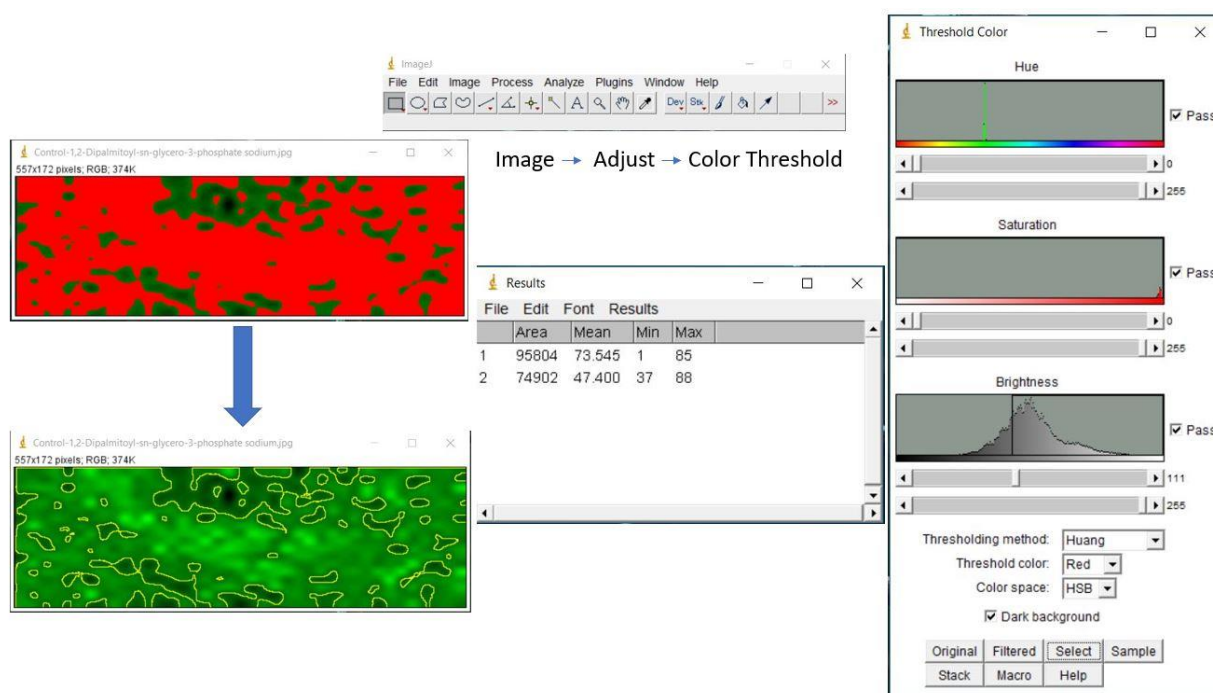 ImageJ
File Edit Image Process Analyze Plugins Window Help
Dev Stk >>
Image → Adjust → Color Threshold
Control-1,2-Dipalmitoyl-sn-glycero-3-phosphate sodium.jpg
557x172 pixels; RGB; 374K
Control-1,2-Dipalmitoyl-sn-glycero-3-phosphate sodium.jpg
557x172 pixels; RGB; 374K
Results
File Edit Font Results
Area Mean Min Max
1 95804 73.545 1 85
2 74902 47.400 37 88
Threshold Color
Hue
Pass
0
255
Saturation
Pass
0
255
Brightness
Pass
111
255
Thresholding method: Huang
Threshold color: Red
Color space: HSB
Dark background
Original Filtered Select Sample
Stack Macro Help